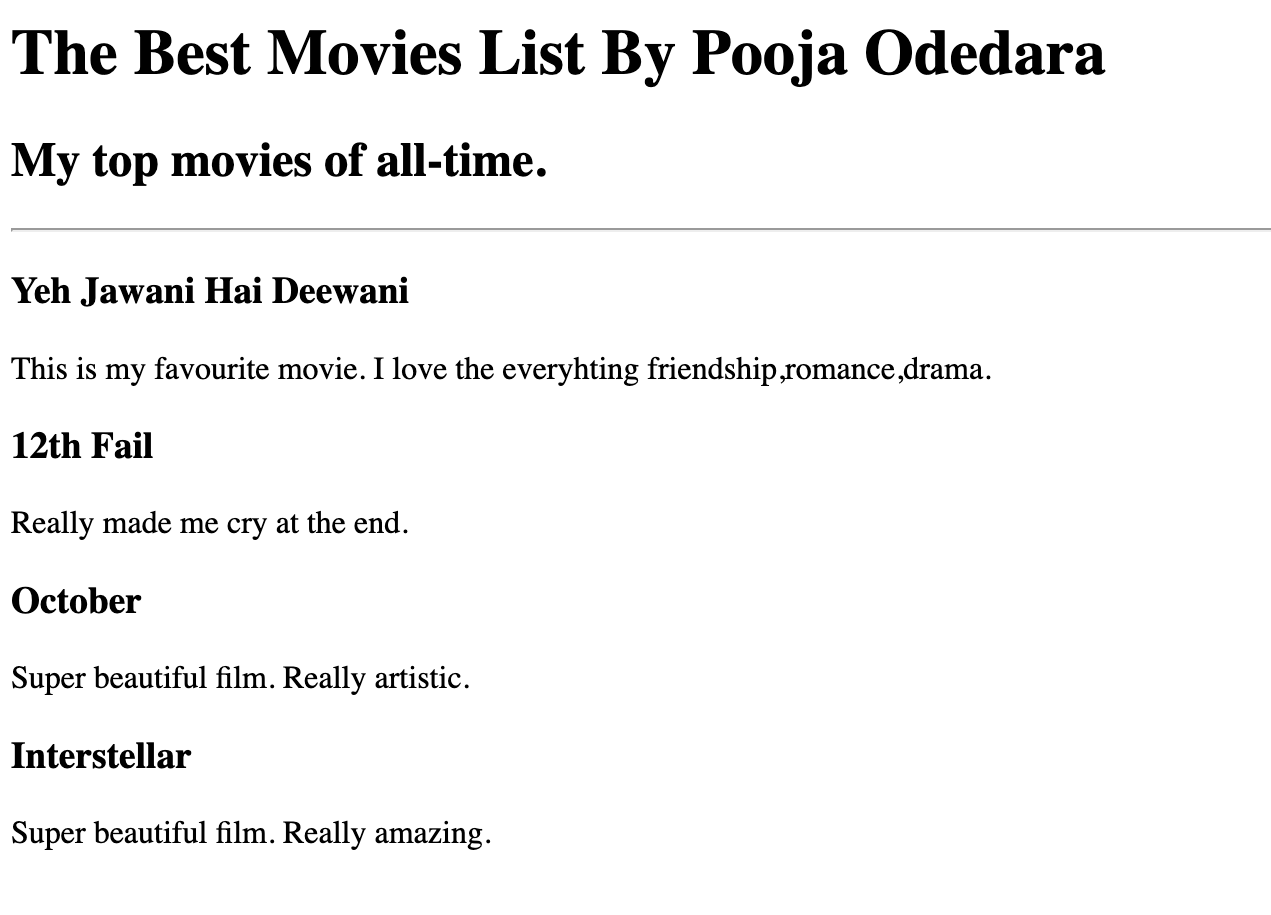 The Best Movies List By Pooja Odedara
My top movies of all-time.
Yeh Jawani Hai Deewani
This is my favourite movie. I love the everyhting friendship,romance,drama.
12th Fail
Really made me cry at the end.
October
Super beautiful film. Really artistic.
Interstellar
Super beautiful film. Really amazing.